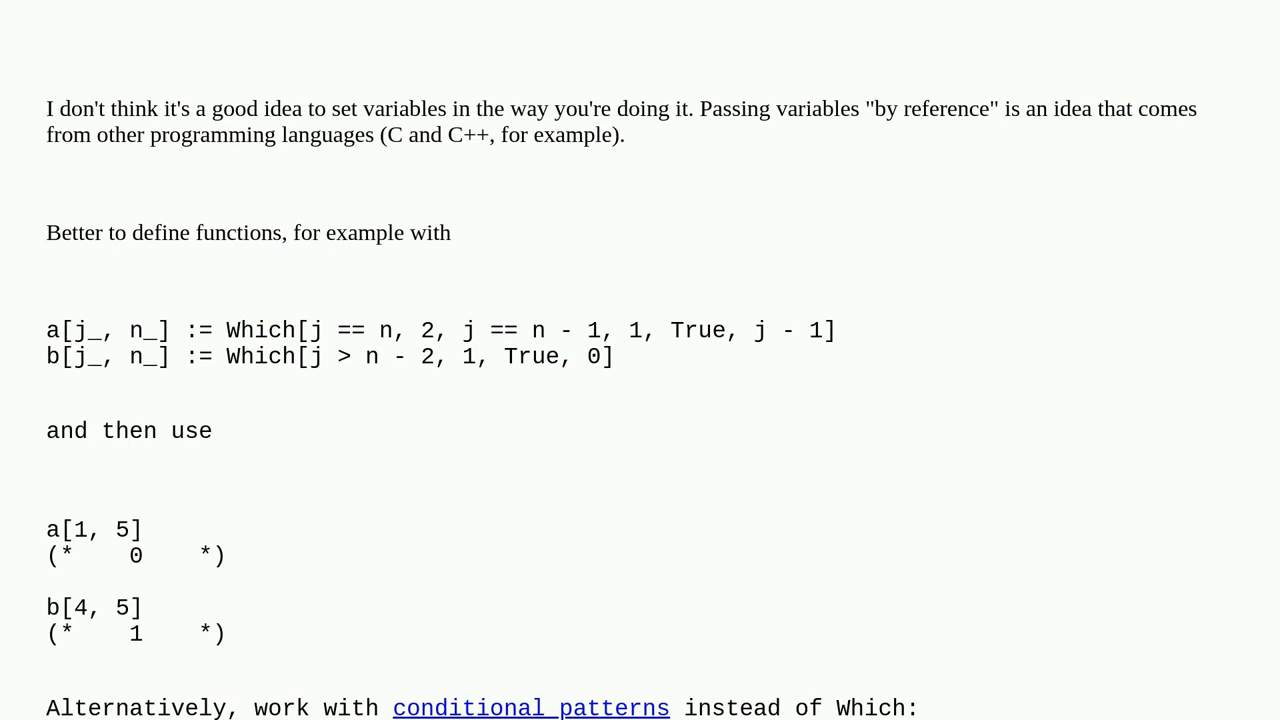 I don't think it's a good idea to set variables in the way you're doing it. Passing variables "by reference" is an idea that comes
from other programming languages (C and C++, for example).
Better to define functions, for example with
a[j_, n_] := Which[j == n, 2, j == n - 1, 1, True, j - 1]
b[j_, n_] := Which[j > n - 2, 1, True, 0]
and then use
a[1, 5]
(*    0    *)
b[4, 5]
(*    1    *)
Alternatively, work with conditional patterns instead of Which: